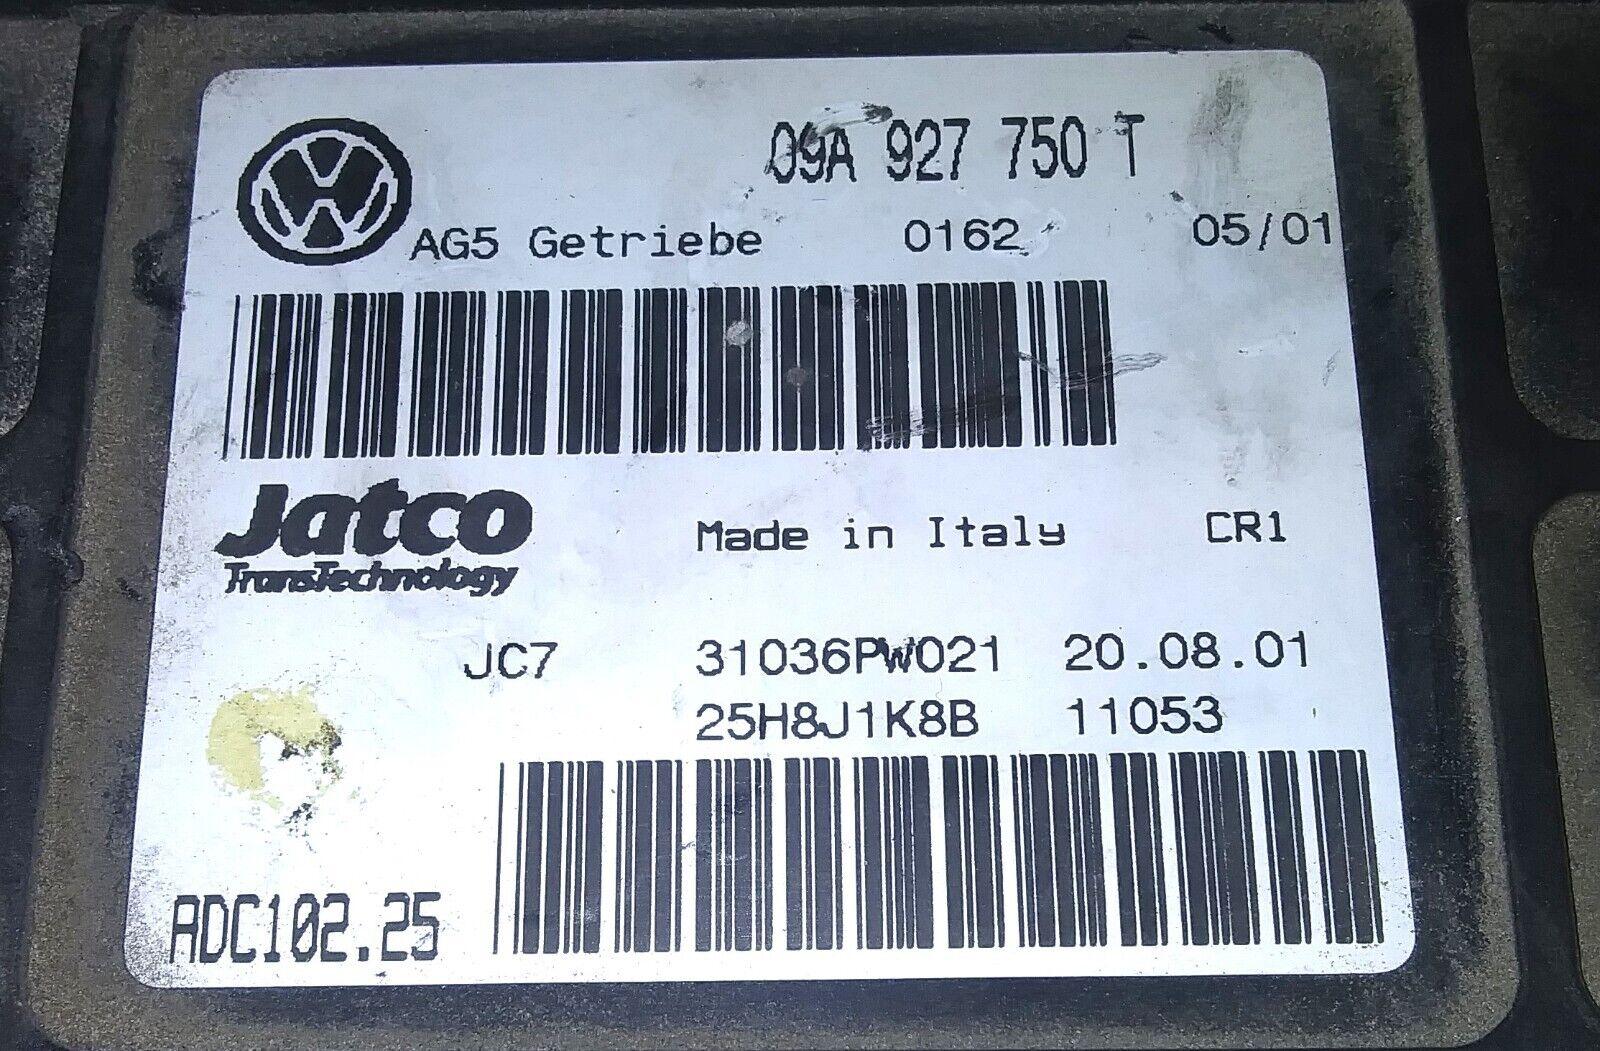 09A 927 750 T
AG5 Getriebe 0162 05/01
Jatco Made in Italy CR1
TransTechnology
JC7 31036PW021 20.08.01
25H8J1K8B 11053
ADC102.25